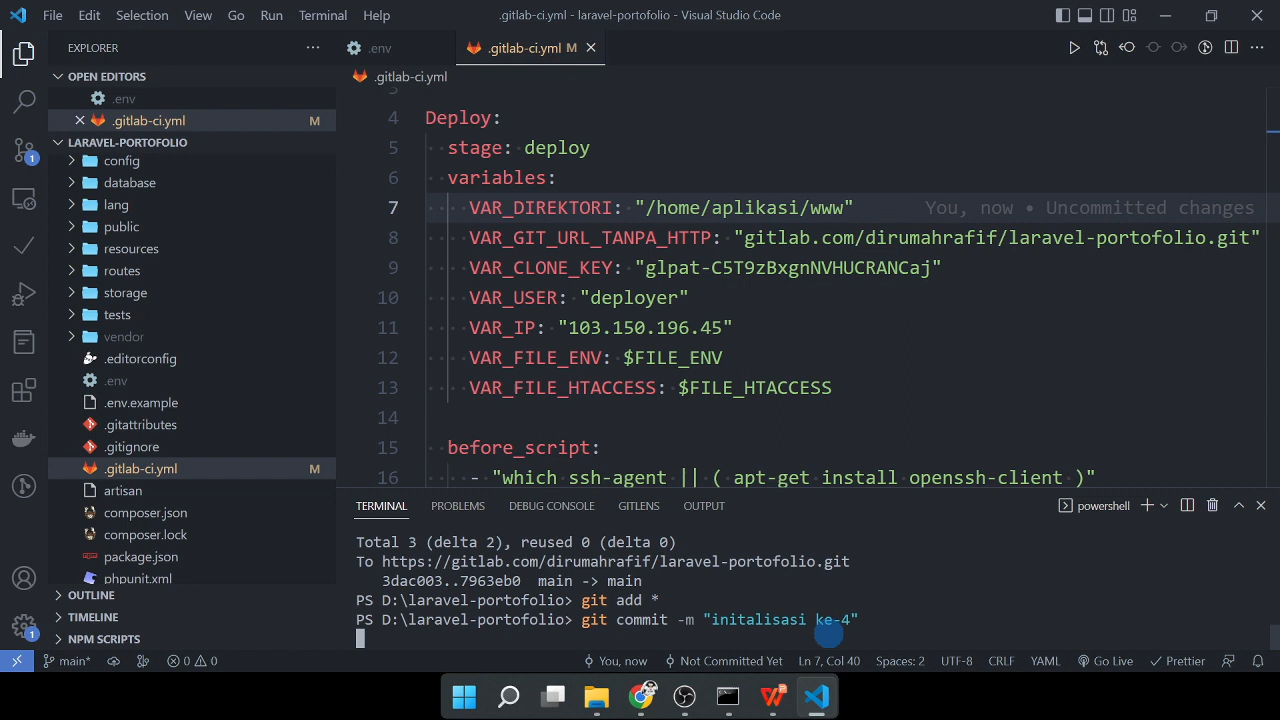 File Edit Selection View Go Run Terminal Help
.gitlab-ci.yml - laravel-portofolio - Visual Studio Code
EXPLORER
OPEN EDITORS
.env
.gitlab-ci.yml M
LARAVEL-PORTOFOLIO
config
database
lang
public
resources
routes
storage
tests
vendor
.editorconfig
.env
.env.example
.gitattributes
.gitignore
.gitlab-ci.yml M
artisan
composer.json
composer.lock
package.json
phpunit.xml
OUTLINE
TIMELINE
NPM SCRIPTS
1
1
.env
.gitlab-ci.yml M
.gitlab-ci.yml
3
4 Deploy:
5 stage: deploy
6 variables:
7 VAR_DIREKTORI: "/home/aplikasi/www" You, now • Uncommitted changes
8 VAR_GIT_URL_TANPA_HTTP: "gitlab.com/dirumahrafif/laravel-portofolio.git"
9 VAR_CLONE_KEY: "glpat-C5T9zBxgnNVHUCRANCaj"
10 VAR_USER: "deployer"
11 VAR_IP: "103.150.196.45"
12 VAR_FILE_ENV: $FILE_ENV
13 VAR_FILE_HTACCESS: $FILE_HTACCESS
14
15 before_script:
16 - "which ssh-agent || ( apt-get install openssh-client )"
TERMINAL PROBLEMS DEBUG CONSOLE GITLENS OUTPUT
powershell
Total 3 (delta 2), reused 0 (delta 0)
To https://gitlab.com/dirumahrafif/laravel-portofolio.git
3dac003..7963eb0 main -> main
PS D:\laravel-portofolio> git add *
PS D:\laravel-portofolio> git commit -m "initalisasi ke-4"
main* 0 0 You, now Not Committed Yet Ln 7, Col 40 Spaces: 2 UTF-8 CRLF YAML Go Live Prettier